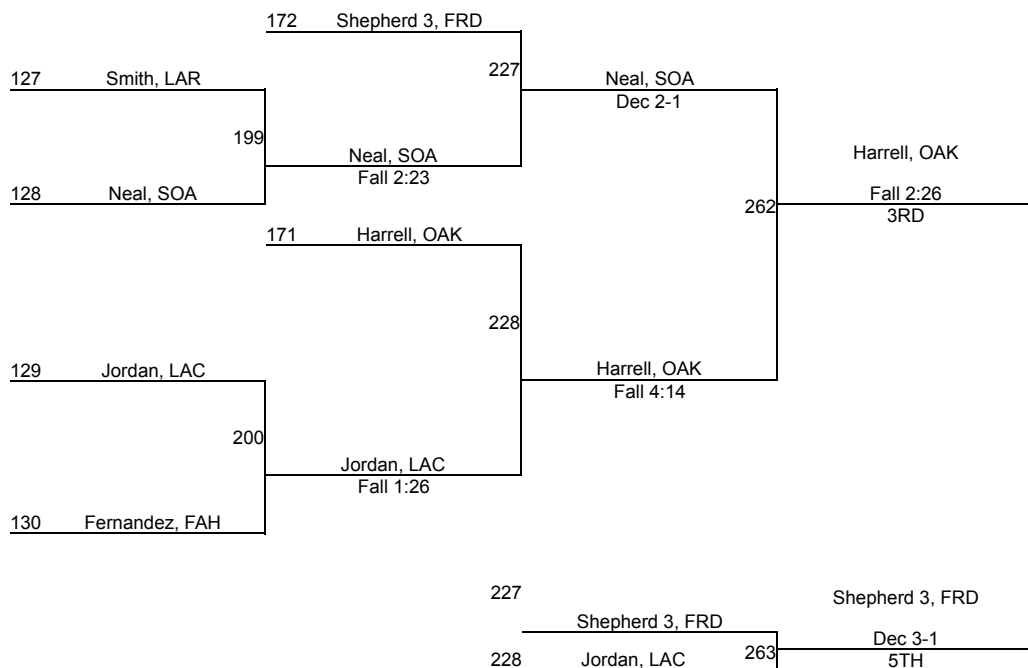 172 Shepherd 3, FRD
227
127 Smith, LAR
Neal, SOA
Dec 2-1
199
Neal, SOA
Fall 2:23
128 Neal, SOA
Harrell, OAK
262
Fall 2:26
3RD
171 Harrell, OAK
228
129 Jordan, LAC
Harrell, OAK
Fall 4:14
200
Jordan, LAC
Fall 1:26
130 Fernandez, FAH
227
Shepherd 3, FRD
Shepherd 3, FRD
263
Dec 3-1
5TH
228 Jordan, LAC